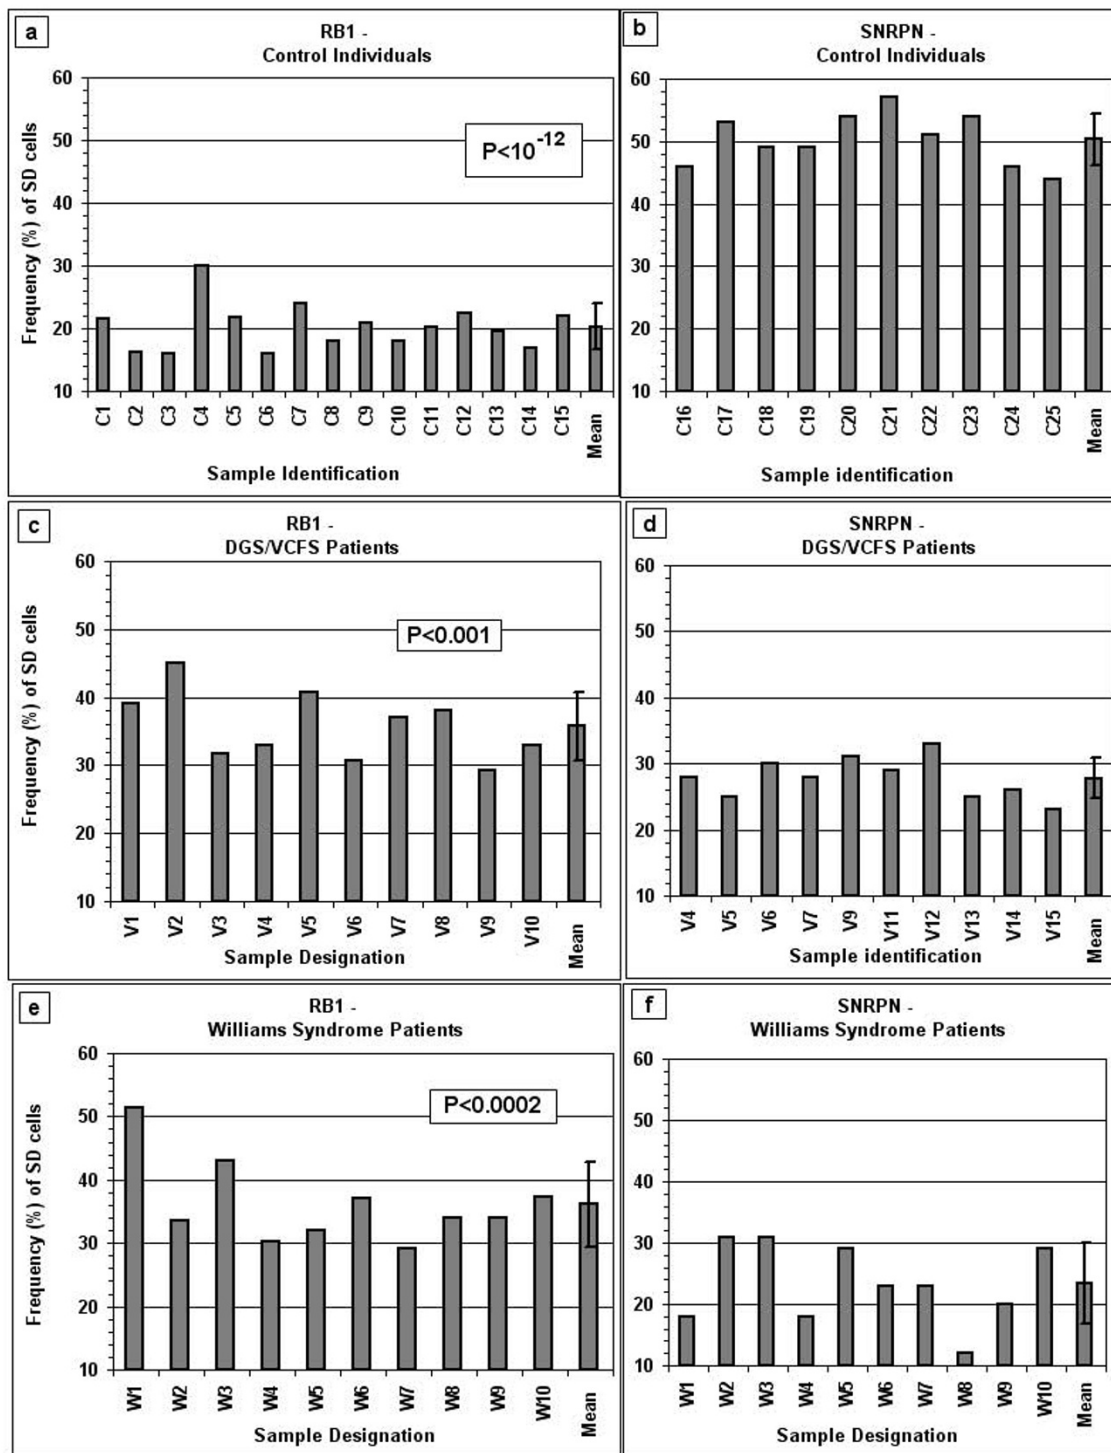 a
RB1 -
Control Individuals
P<10^-12
Frequency (%) of SD cells
60
50
40
30
20
10
C1 C2 C3 C4 C5 C6 C7 C8 C9 C10 C11 C12 C13 C14 C15 Mean
Sample Identification
b
SNRPN -
Control Individuals
60
50
40
30
20
10
C16 C17 C18 C19 C20 C21 C22 C23 C24 C25 Mean
Sample identification
c
RB1 -
DGS/VCFS Patients
P<0.001
Frequency (%) of SD cells
60
50
40
30
20
10
V1 V2 V3 V4 V5 V6 V7 V8 V9 V10 Mean
Sample Designation
d
SNRPN -
DGS/VCFS Patients
60
50
40
30
20
10
V4 V5 V6 V7 V9 V11 V12 V13 V14 V15 Mean
Sample identification
e
RB1 -
Williams Syndrome Patients
P<0.0002
Frequency (%) of SD cells
60
50
40
30
20
10
W1 W2 W3 W4 W5 W6 W7 W8 W9 W10 Mean
Sample Designation
f
SNRPN -
Williams Syndrome Patients
60
50
40
30
20
10
W1 W2 W3 W4 W5 W6 W7 W8 W9 W10 Mean
Sample Designation